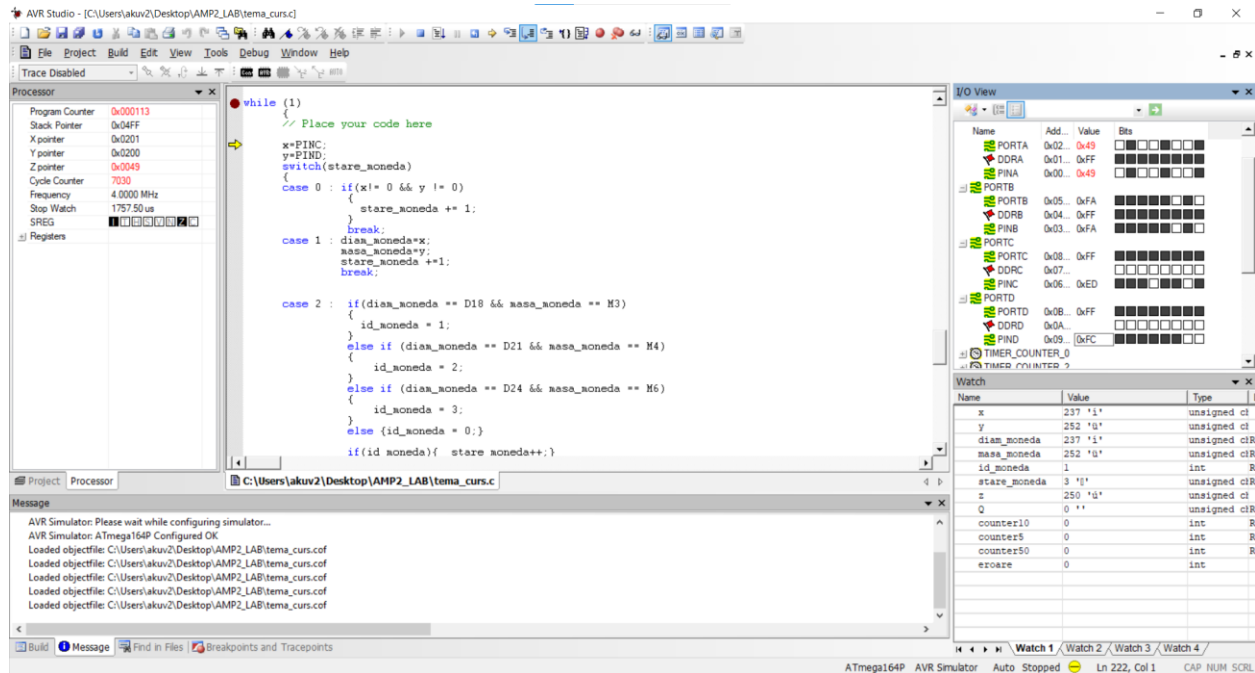 AVR Studio - [C:\Users\akuv2\Desktop\AMP2_LAB\tema_curs.c]
File Project Build Edit View Tools Debug Window Help
Trace Disabled
Processor
Program Counter 0x000113
Stack Pointer 0x04FF
X pointer 0x0201
Y pointer 0x0200
Z pointer 0x0049
Cycle Counter 7030
Frequency 4.0000 MHz
Stop Watch 1757.50 us
SREG I T H S V N Z C
Registers
Project Processor
while (1)
{
// Place your code here
x=PINC;
y=PIND;
switch(stare_moneda)
{
case 0 : if(x!= 0 && y != 0)
{
stare_moneda += 1;
}
break;
case 1 : diam_moneda=x;
masa_moneda=y;
stare_moneda +=1;
break;
case 2 : if(diam_moneda == D18 && masa_moneda == M3)
{
id_moneda = 1;
}
else if (diam_moneda == D21 && masa_moneda == M4)
{
id_moneda = 2;
}
else if (diam_moneda == D24 && masa_moneda == M6)
{
id_moneda = 3;
}
else {id_moneda = 0;}
if(id_moneda){ stare_moneda++;}
C:\Users\akuv2\Desktop\AMP2_LAB\tema_curs.c
I/O View
Name Add... Value Bits
PORTA 0x02... 0x49
DDRA 0x01... 0xFF
PINA 0x00... 0x49
PORTB
PORTB 0x05... 0xFA
DDRB 0x04... 0xFF
PINB 0x03... 0xFA
PORTC
PORTC 0x08... 0xFF
DDRC 0x07...
PINC 0x06... 0xED
PORTD
PORTD 0x0B... 0xFF
DDRD 0x0A...
PIND 0x09... 0xFC
TIMER_COUNTER_0
TIMER_COUNTER_2
Watch
Name Value Type
x 237 'í' unsigned
y 252 'ü' unsigned
diam_moneda 237 'í' unsigned
masa_moneda 252 'ü' unsigned
id_moneda 1 int
stare_moneda 3 unsigned
z 250 'ú' unsigned
Q 0 '' unsigned
counter10 0 int
counter5 0 int
counter50 0 int
eroare 0 int
Watch 1 Watch 2 Watch 3 Watch 4
Message
AVR Simulator: Please wait while configuring simulator...
AVR Simulator: ATmega164P Configured OK
Loaded objectfile: C:\Users\akuv2\Desktop\AMP2_LAB\tema_curs.cof
Loaded objectfile: C:\Users\akuv2\Desktop\AMP2_LAB\tema_curs.cof
Loaded objectfile: C:\Users\akuv2\Desktop\AMP2_LAB\tema_curs.cof
Loaded objectfile: C:\Users\akuv2\Desktop\AMP2_LAB\tema_curs.cof
Loaded objectfile: C:\Users\akuv2\Desktop\AMP2_LAB\tema_curs.cof
Build Message Find in Files Breakpoints and Tracepoints
ATmega164P AVR Simulator Auto Stopped Ln 222, Col 1 CAP NUM SCRL